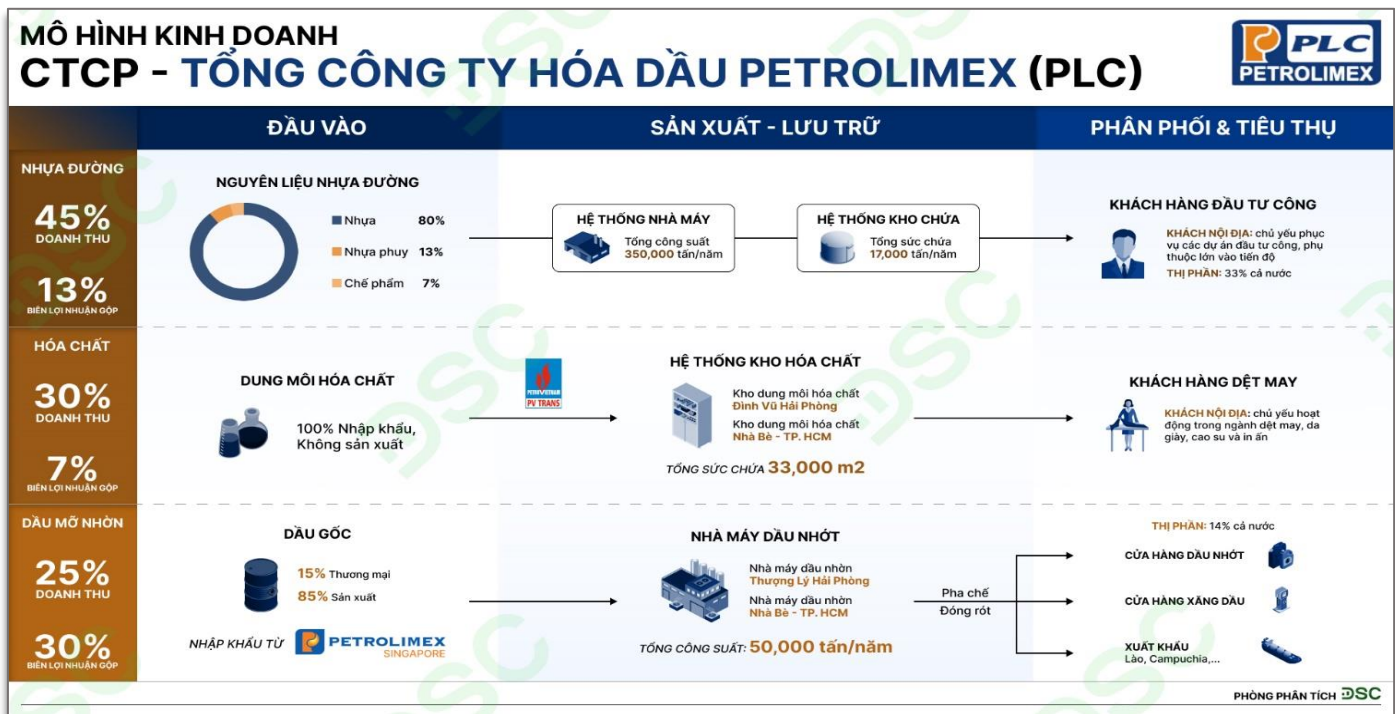 MÔ HÌNH KINH DOANH
CTCP - TỔNG CÔNG TY HÓA DẦU PETROLIMEX (PLC)
PLC
PETROLIMEX
ĐẦU VÀO
SẢN XUẤT - LƯU TRỮ
PHÂN PHỐI & TIÊU THỤ
NHỰA ĐƯỜNG
45%
DOANH THU
13%
BIÊN LỢI NHUẬN GỘP
NGUYÊN LIỆU NHỰA ĐƯỜNG
Nhựa 80%
Nhựa phuy 13%
Chế phẩm 7%
HỆ THỐNG NHÀ MÁY
Tổng công suất
350,000 tấn/năm
HỆ THỐNG KHO CHỨA
Tổng sức chứa
17,000 tấn/năm
KHÁCH HÀNG ĐẦU TƯ CÔNG
KHÁCH NỘI ĐỊA: chủ yếu phục
vụ các dự án đầu tư công, phụ
thuộc lớn vào tiến độ
THỊ PHẦN: 33% cả nước
HÓA CHẤT
30%
DOANH THU
7%
BIÊN LỢI NHUẬN GỘP
DUNG MÔI HÓA CHẤT
100% Nhập khẩu,
Không sản xuất
PETROVIETNAM
PV TRANS
HỆ THỐNG KHO HÓA CHẤT
Kho dung môi hóa chất
Đình Vũ Hải Phòng
Kho dung môi hóa chất
Nhà Bè - TP. HCM
TỔNG SỨC CHỨA 33,000 m2
KHÁCH HÀNG DỆT MAY
KHÁCH NỘI ĐỊA: chủ yếu hoạt
động trong ngành dệt may, da
giày, cao su và in ấn
DẦU MỠ NHỜN
25%
DOANH THU
30%
BIÊN LỢI NHUẬN GỘP
DẦU GỐC
15% Thương mại
85% Sản xuất
NHẬP KHẨU TỪ PETROLIMEX
SINGAPORE
NHÀ MÁY DẦU NHỚT
Nhà máy dầu nhờn
Thượng Lý Hải Phòng
Nhà máy dầu nhờn
Nhà Bè - TP. HCM
TỔNG CÔNG SUẤT: 50,000 tấn/năm
Pha chế
Đóng rót
THỊ PHẦN: 14% cả nước
CỬA HÀNG DẦU NHỚT
CỬA HÀNG XĂNG DẦU
XUẤT KHẨU
Lào, Campuchia,...
PHÒNG PHÂN TÍCH DSC